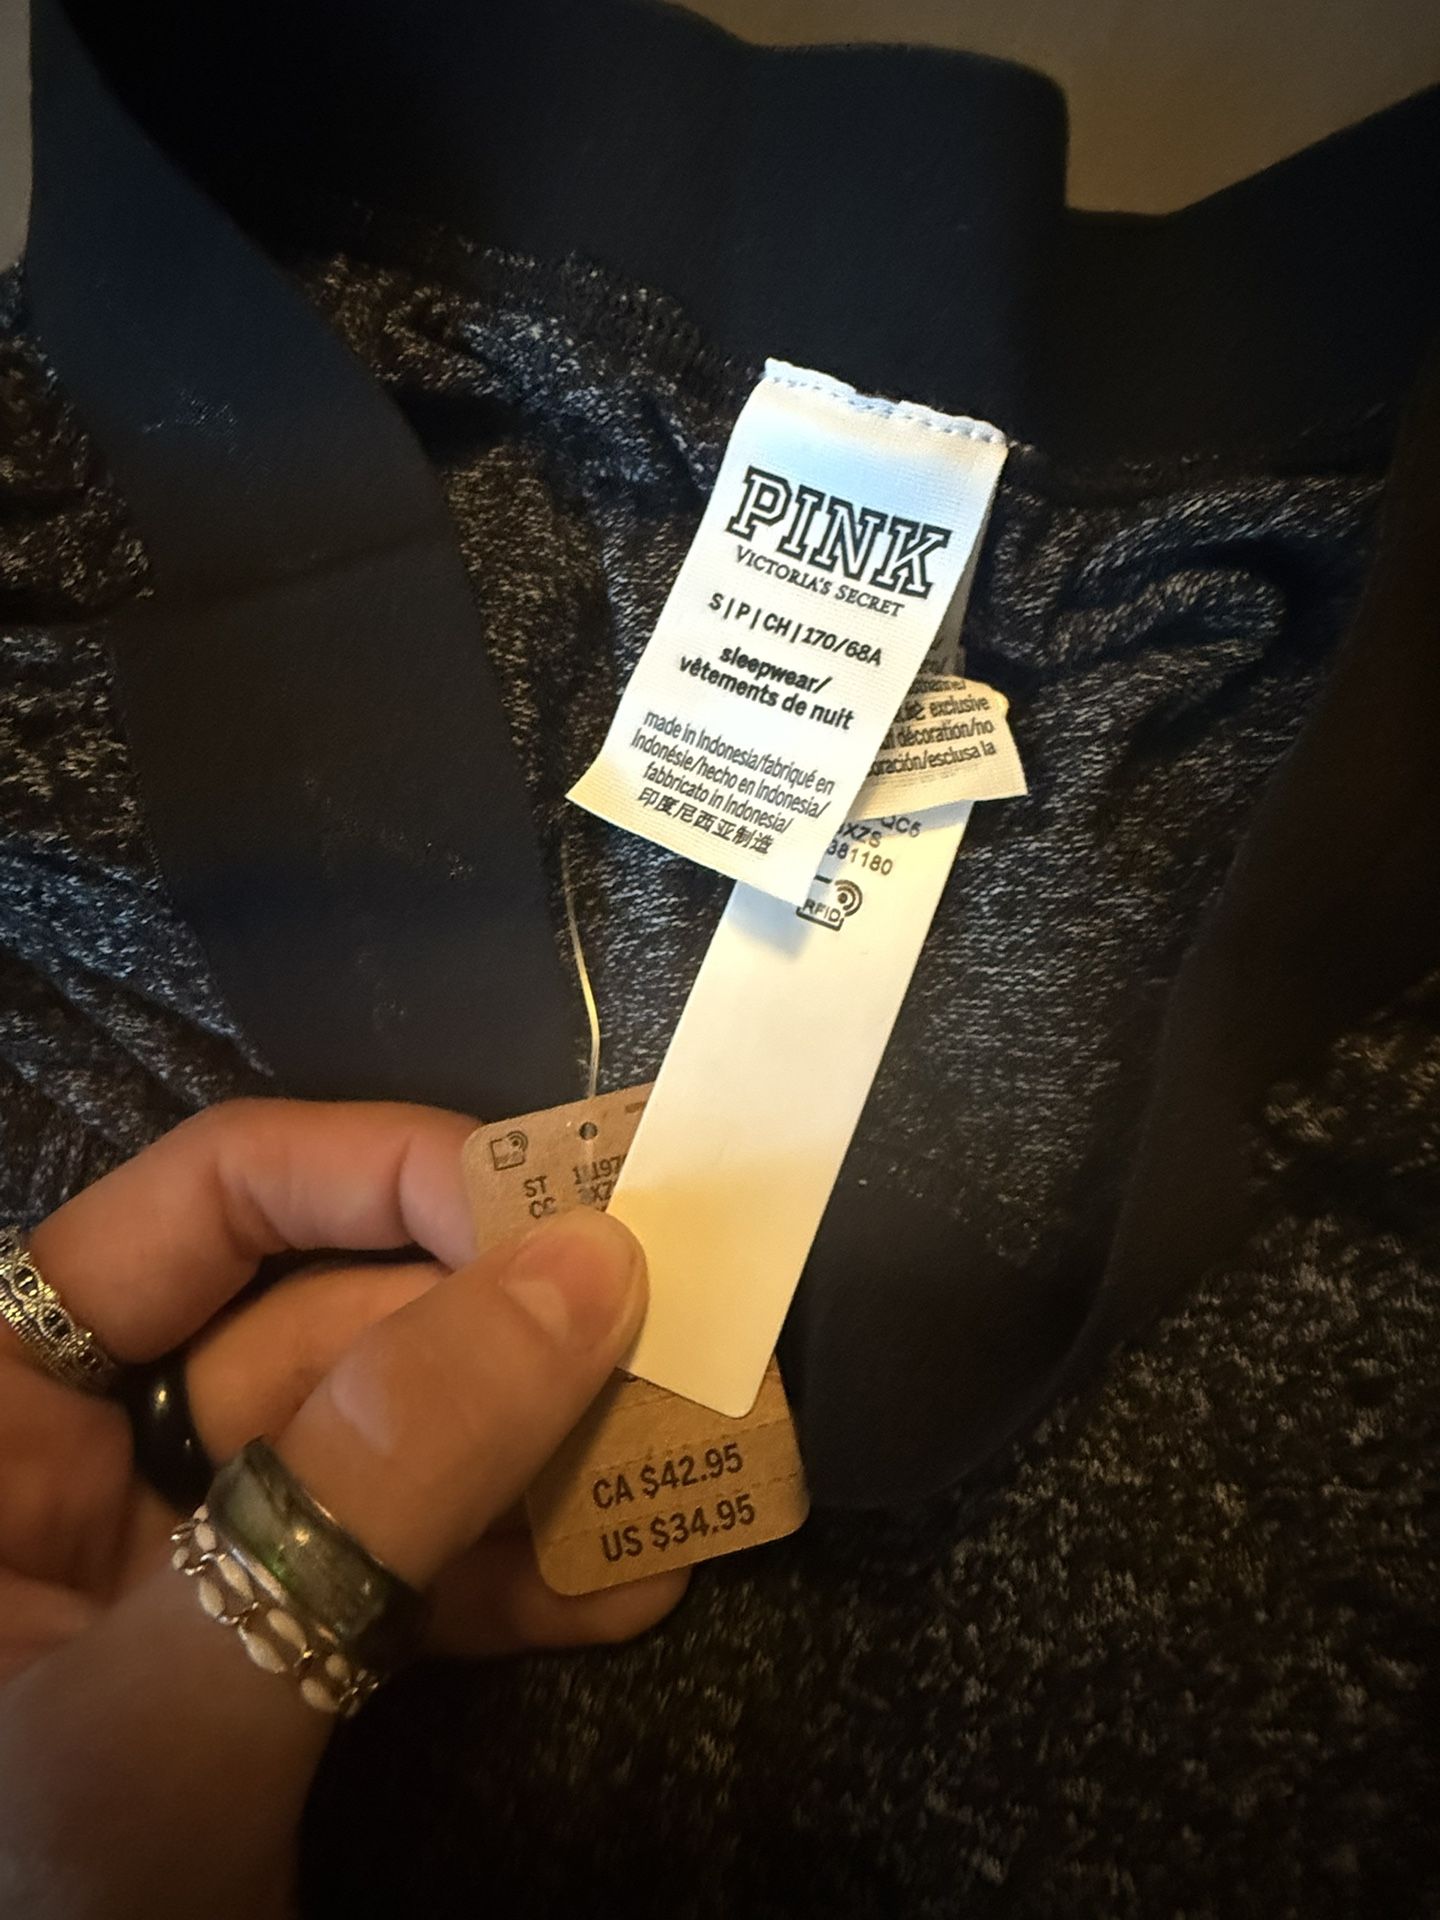 PINK
VICTORIA'S SECRET
S | P | CH | 170/68A
sleepwear/
vêtements de nuit
made in Indonesia/fabriqué en
Indonésie/hecho en Indonesia/
fabbricato in Indonesia/
印度尼西亚制造
exclusive
décoration/no
esclusa la
QC6
381180
RFID
ST
CC
CA $42.95
US $34.95